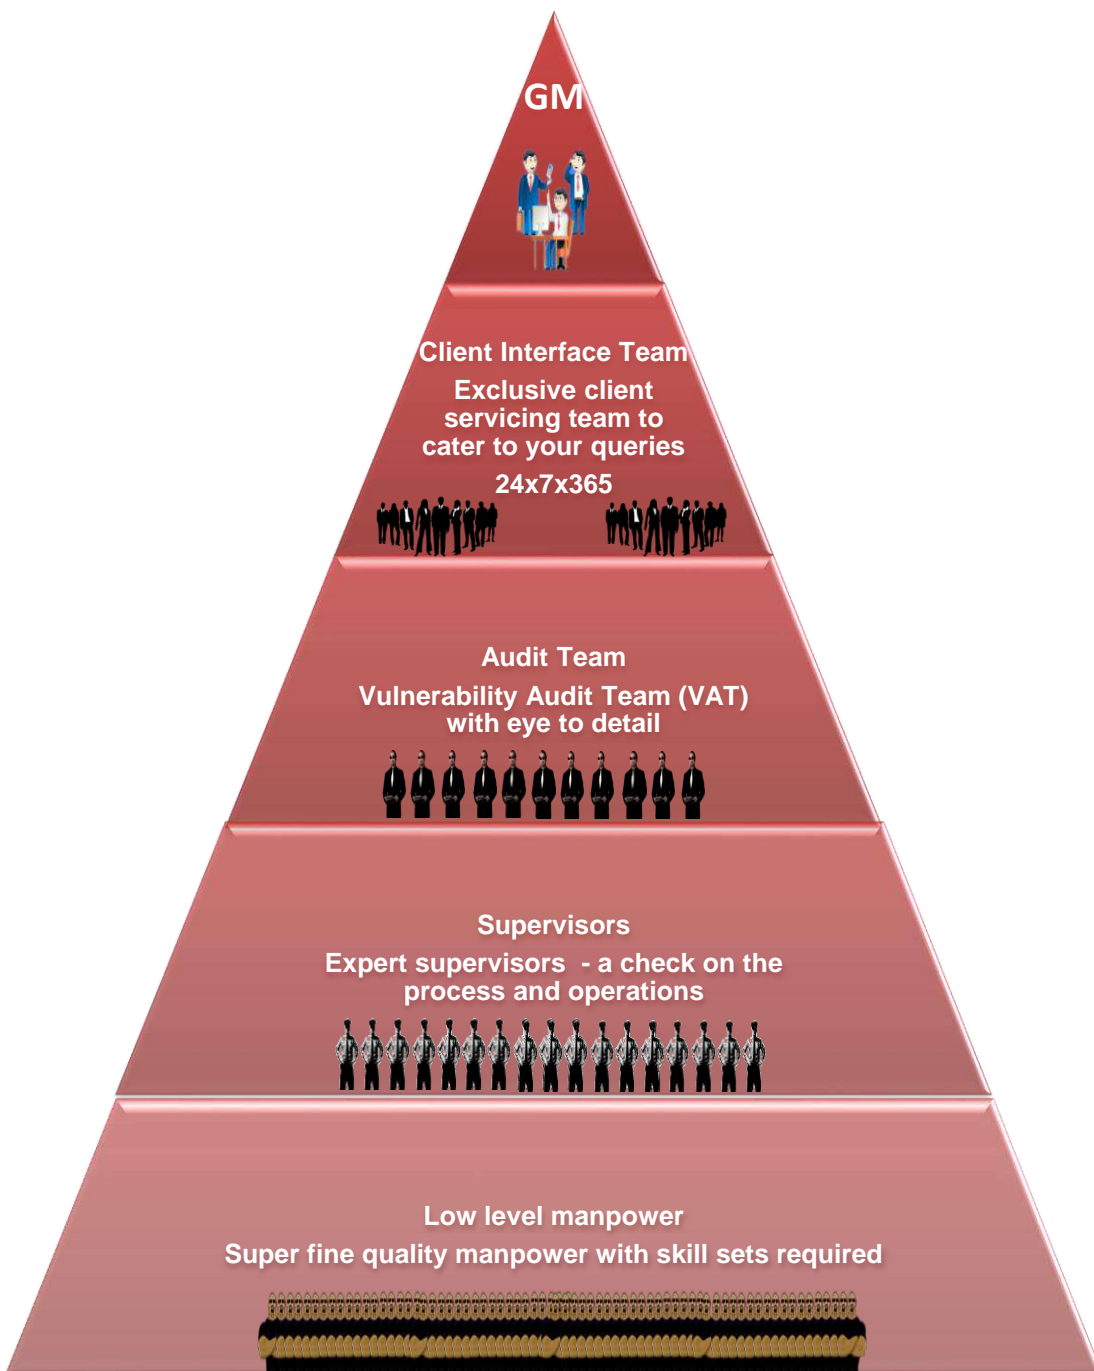 GM
Client Interface Team
Exclusive client
servicing team to
cater to your queries
24x7x365
Audit Team
Vulnerability Audit Team (VAT)
with eye to detail
Supervisors
Expert supervisors  - a check on the
process and operations
Low level manpower
Super fine quality manpower with skill sets required